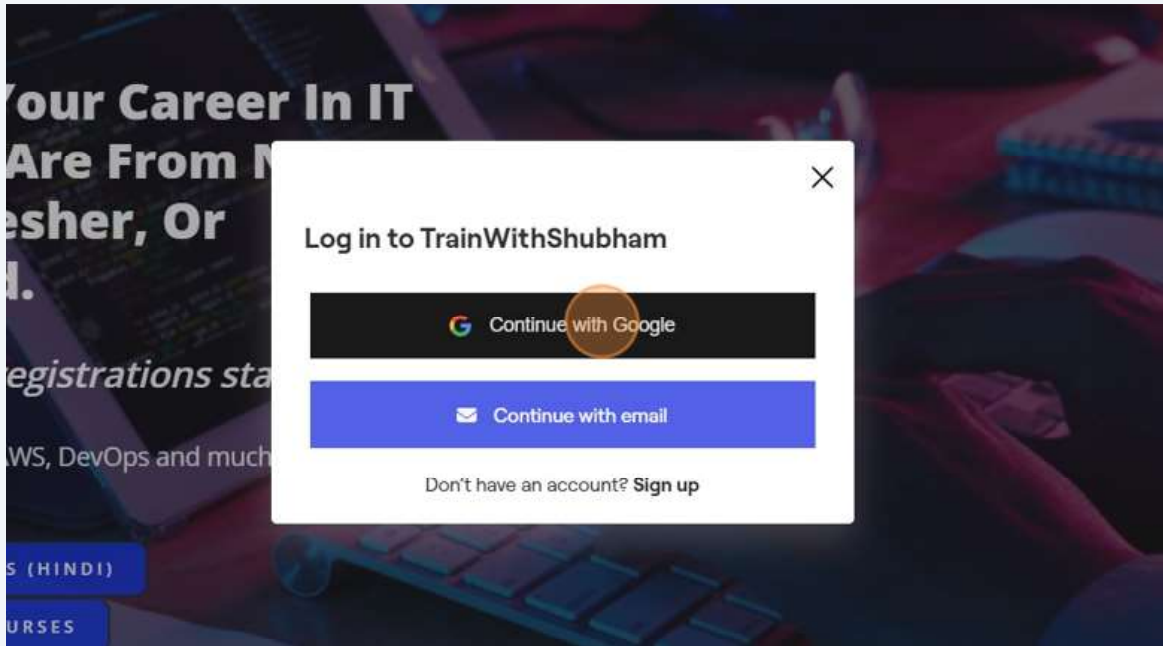 our Career In IT
Are From
esher, Or
d.
egistrations sta
WS, DevOps and much
S (HINDI)
URSES
Log in to TrainWithShubham
Continue with Google
Continue with email
Don't have an account? Sign up